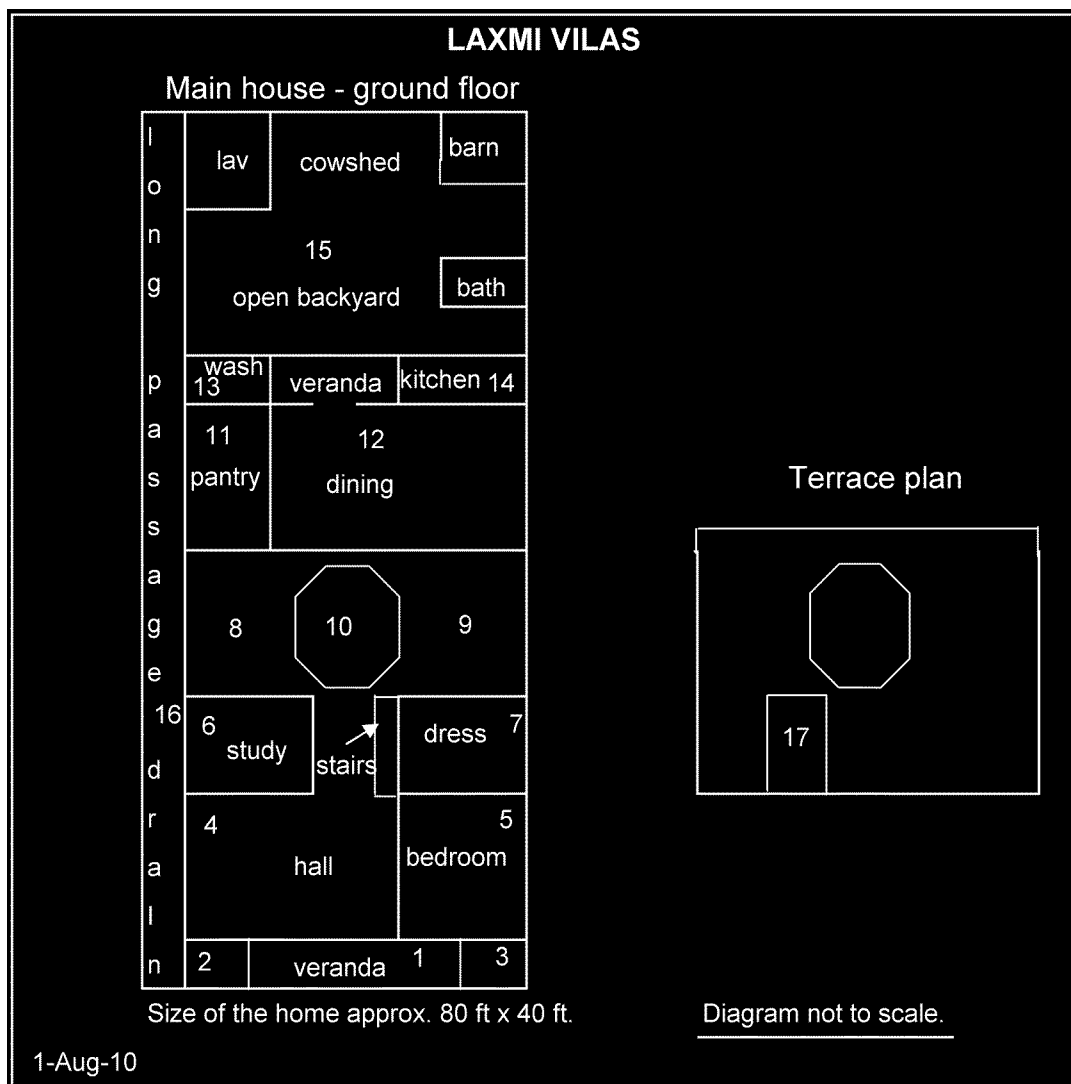 LAXMI VILAS
Main house - ground floor
long passage 16 draln
lav
cowshed
barn
15
open backyard
bath
wash
13
veranda
kitchen 14
11
pantry
12
dining
8
10
9
6
study
stairs
dress 7
4
hall
5
bedroom
2
veranda 1
3
Size of the home approx. 80 ft x 40 ft.
Terrace plan
17
Diagram not to scale.
1-Aug-10